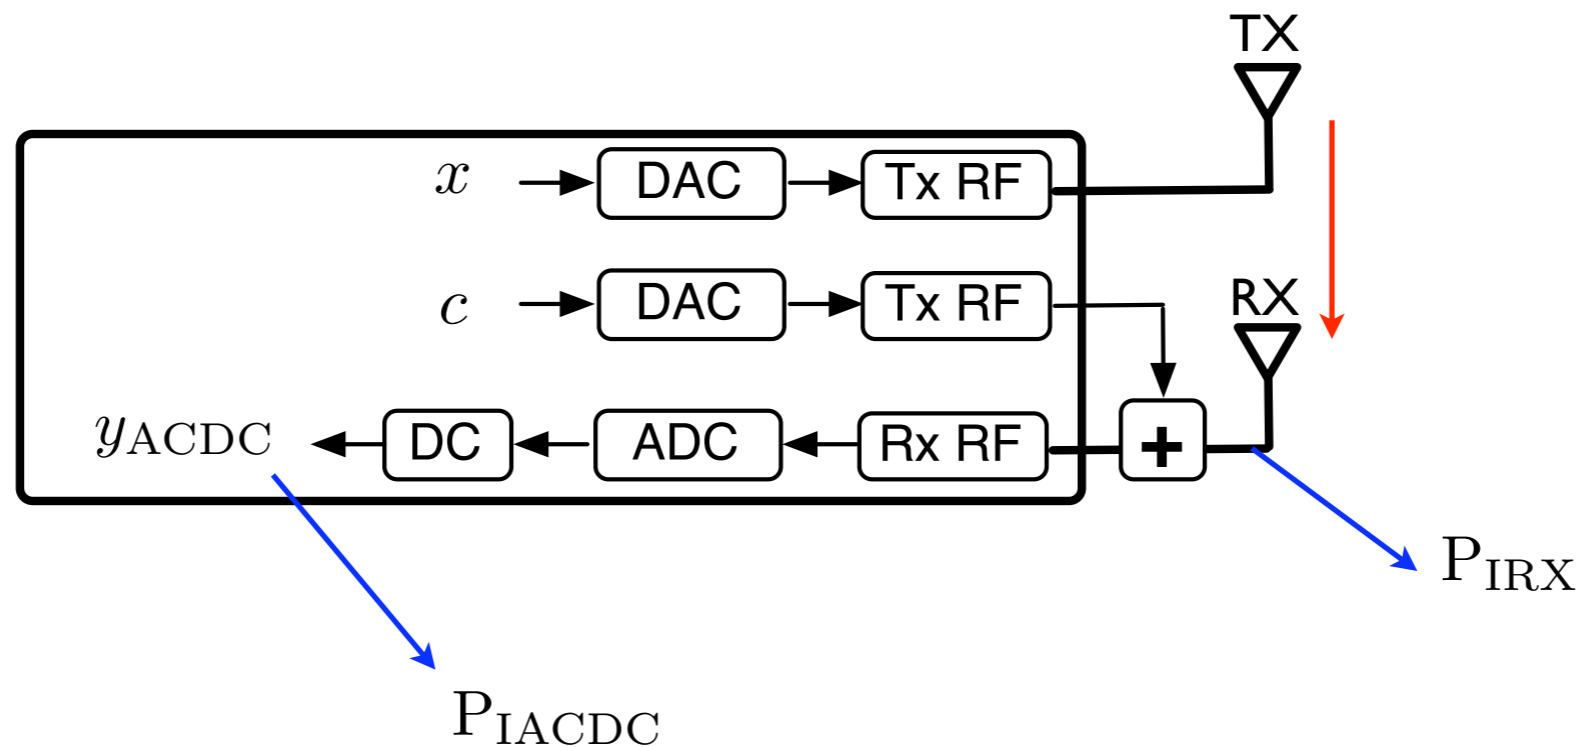 TX
x DAC Tx RF
c DAC Tx RF
RX
yACDC DC ADC Rx RF +
PIRX
PIACDC